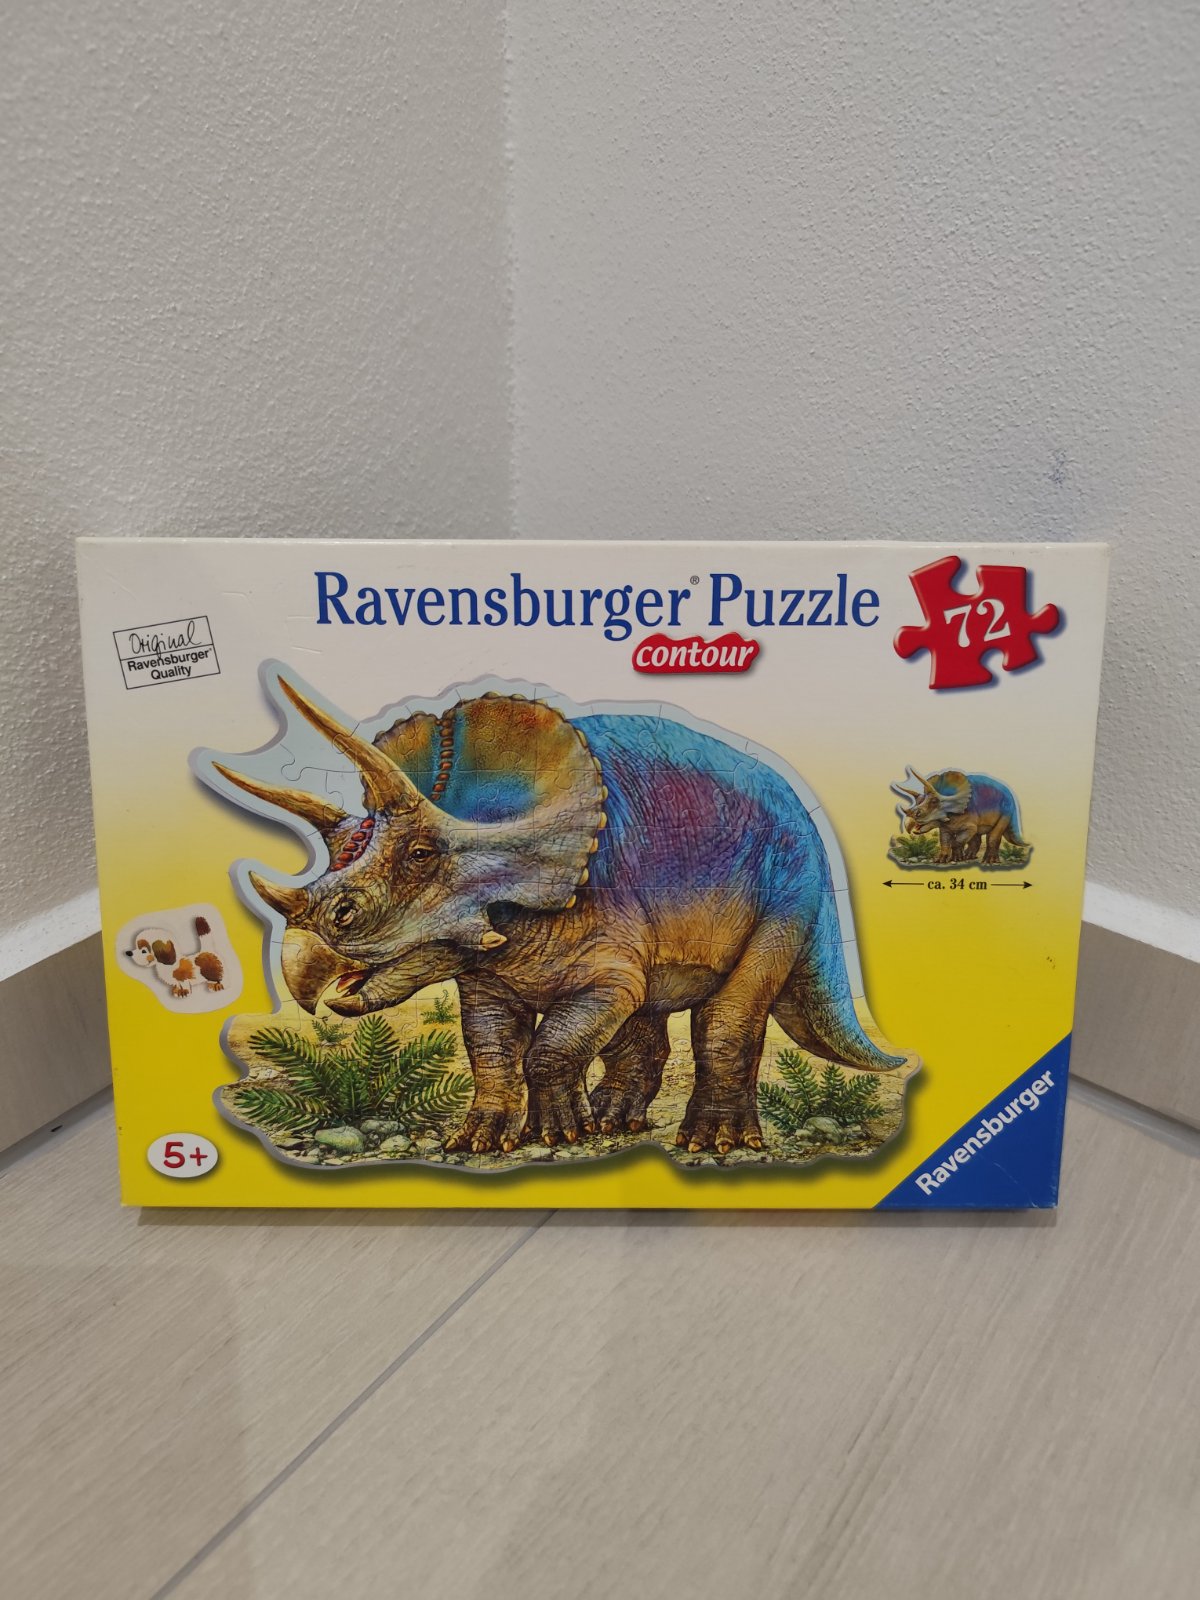 Ravensburger® Puzzle
contour
72
Original
Ravensburger®
Quality
ca. 34 cm
5+
Ravensburger